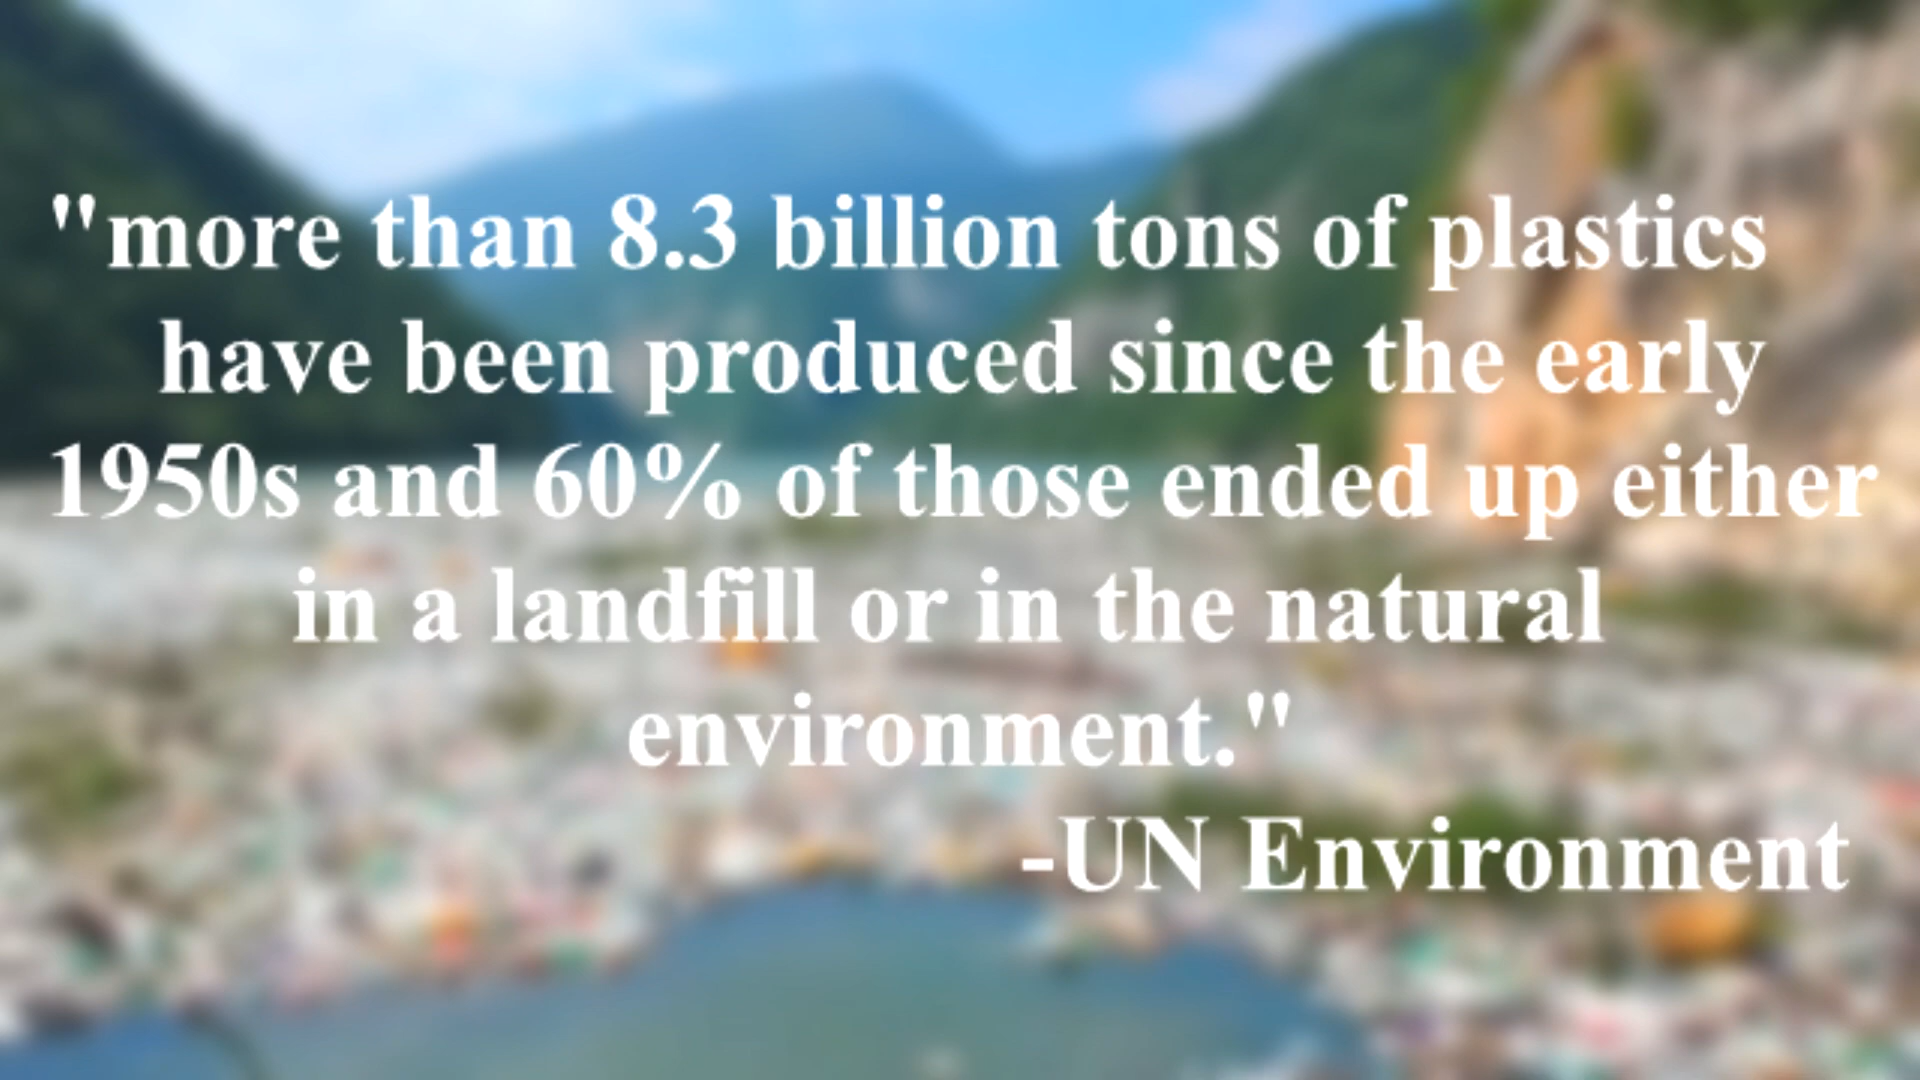 "more than 8.3 billion tons of plastics
have been produced since the early
1950s and 60% of those ended up either
in a landfill or in the natural
environment."
-UN Environment